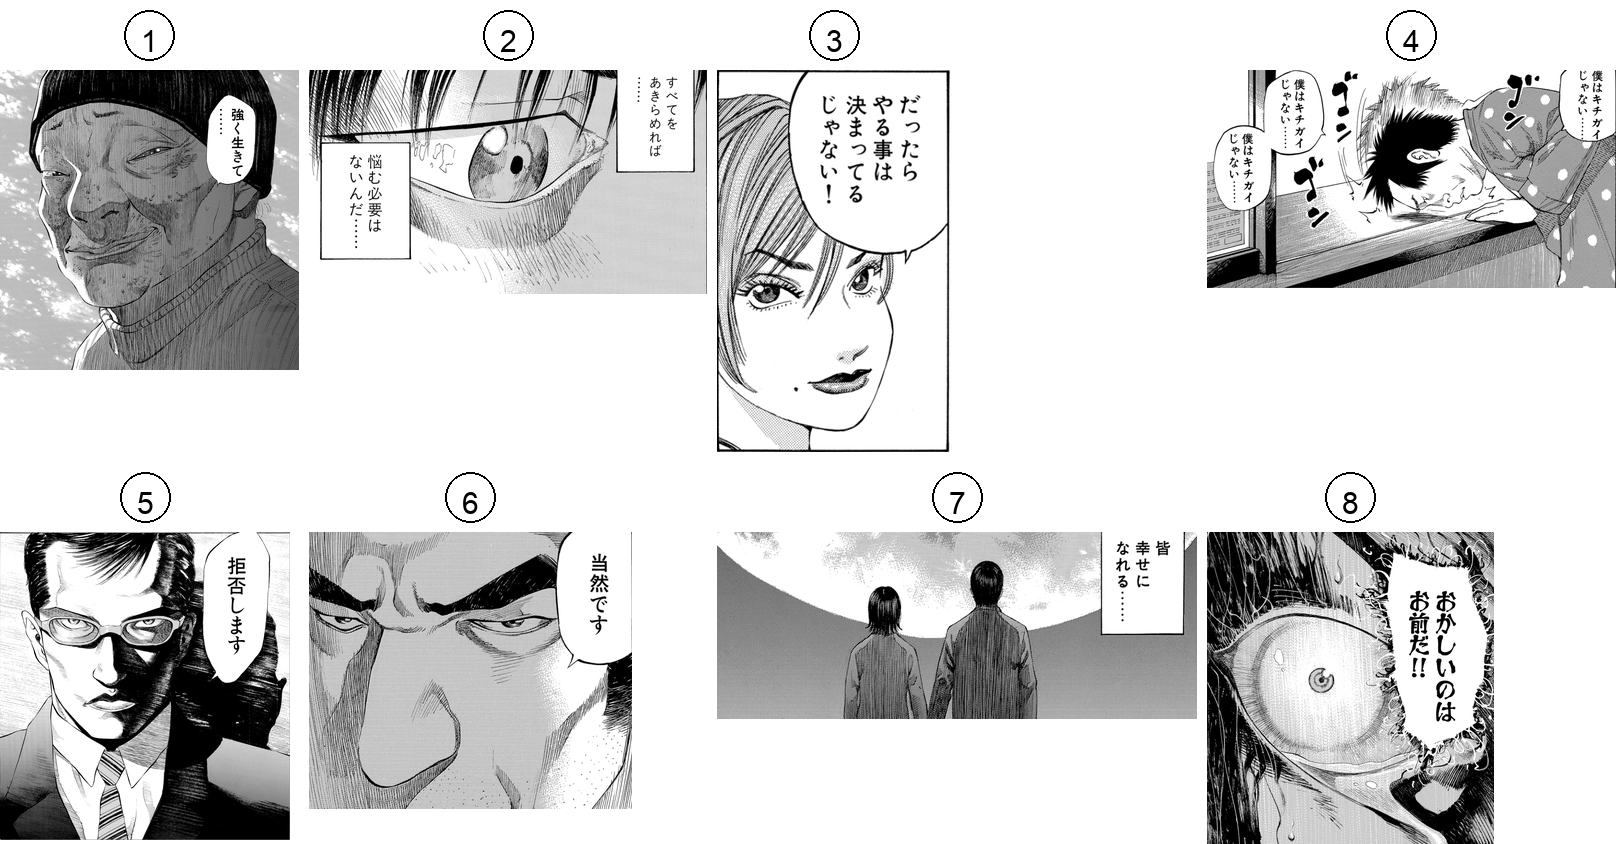 1
強く生きて
……
2
すべてを
あきらめれば
……
悩む必要は
ないんだ……
3
だったら
やる事は
決まってる
じゃない！
4
僕はキチガイ
じゃない……
僕はキチガイ
じゃない……
僕はキチガイ
じゃない……
ゴン
ゴン
ゴン
5
拒否します
6
当然です
7
皆
幸せに
なれる……
8
おかしいのは
お前だ!!